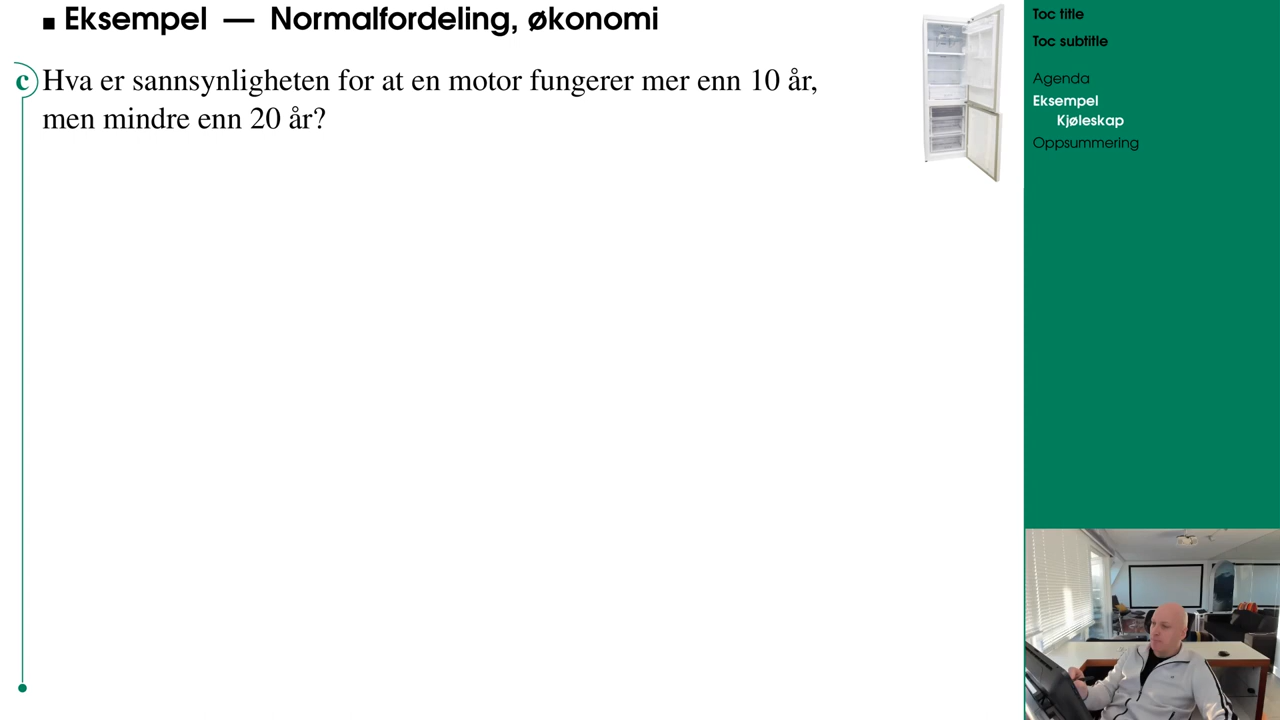 Eksempel — Normalfordeling, økonomi
c Hva er sannsynligheten for at en motor fungerer mer enn 10 år,
men mindre enn 20 år?
Toc title
Toc subtitle
Agenda
Eksempel
Kjøleskap
Oppsummering